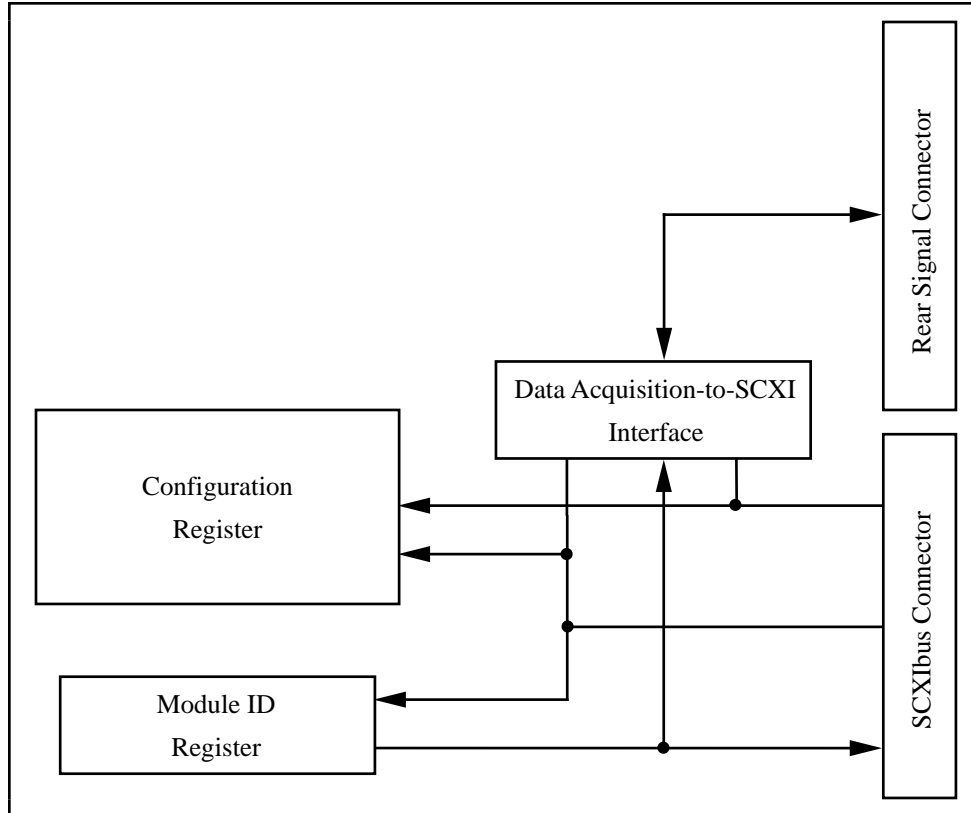 Rear Signal Connector
Data Acquisition-to-SCXI
Interface
Configuration
Register
SCXIbus Connector
Module ID
Register